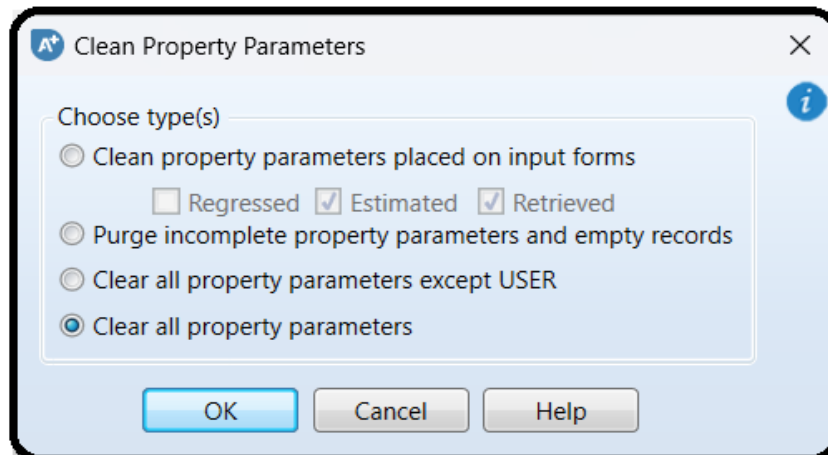 A+ Clean Property Parameters
i
Choose type(s)
Clean property parameters placed on input forms
Regressed Estimated Retrieved
Purge incomplete property parameters and empty records
Clear all property parameters except USER
Clear all property parameters
OK Cancel Help